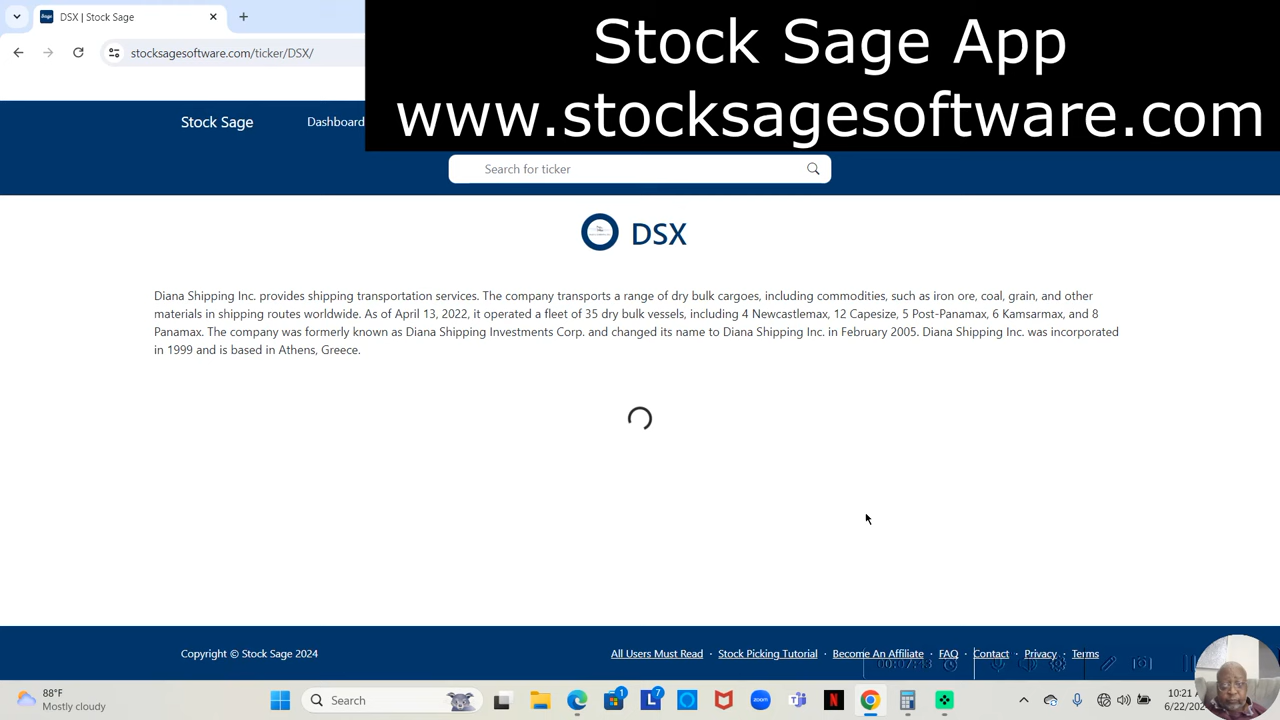 DSX | Stock Sage
stocksagesoftware.com/ticker/DSX/
Stock Sage App
www.stocksagesoftware.com
Stock Sage
Dashboard
Search for ticker
DSX
Diana Shipping Inc. provides shipping transportation services. The company transports a range of dry bulk cargoes, including commodities, such as iron ore, coal, grain, and other
materials in shipping routes worldwide. As of April 13, 2022, it operated a fleet of 35 dry bulk vessels, including 4 Newcastlemax, 12 Capesize, 5 Post-Panamax, 6 Kamsarmax, and 8
Panamax. The company was formerly known as Diana Shipping Investments Corp. and changed its name to Diana Shipping Inc. in February 2005. Diana Shipping Inc. was incorporated
in 1999 and is based in Athens, Greece.
Copyright © Stock Sage 2024
All Users Must Read · Stock Picking Tutorial · Become An Affiliate · FAQ · Contact · Privacy · Terms
88°F
Mostly cloudy
Search
1
7
zoom
N
10:21
6/22/